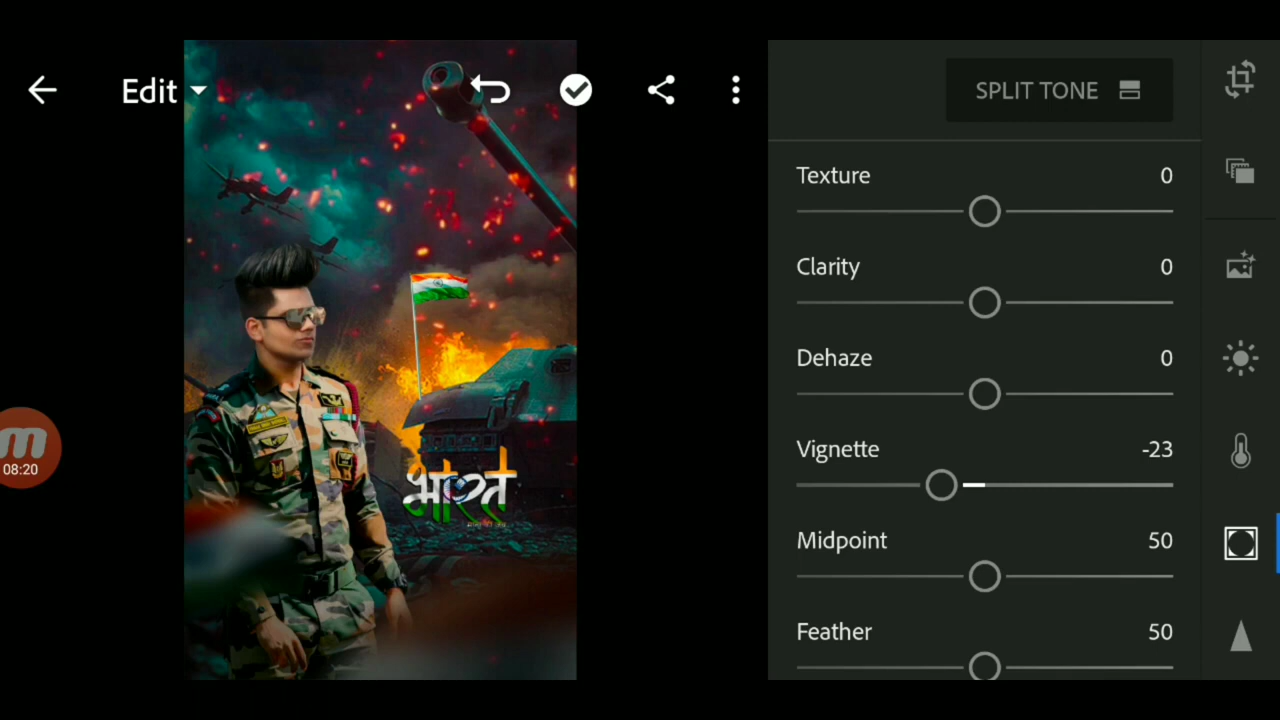 Edit
SPLIT TONE
Texture 0
Clarity 0
Dehaze 0
Vignette -23
Midpoint 50
Feather 50
08:20
भारत